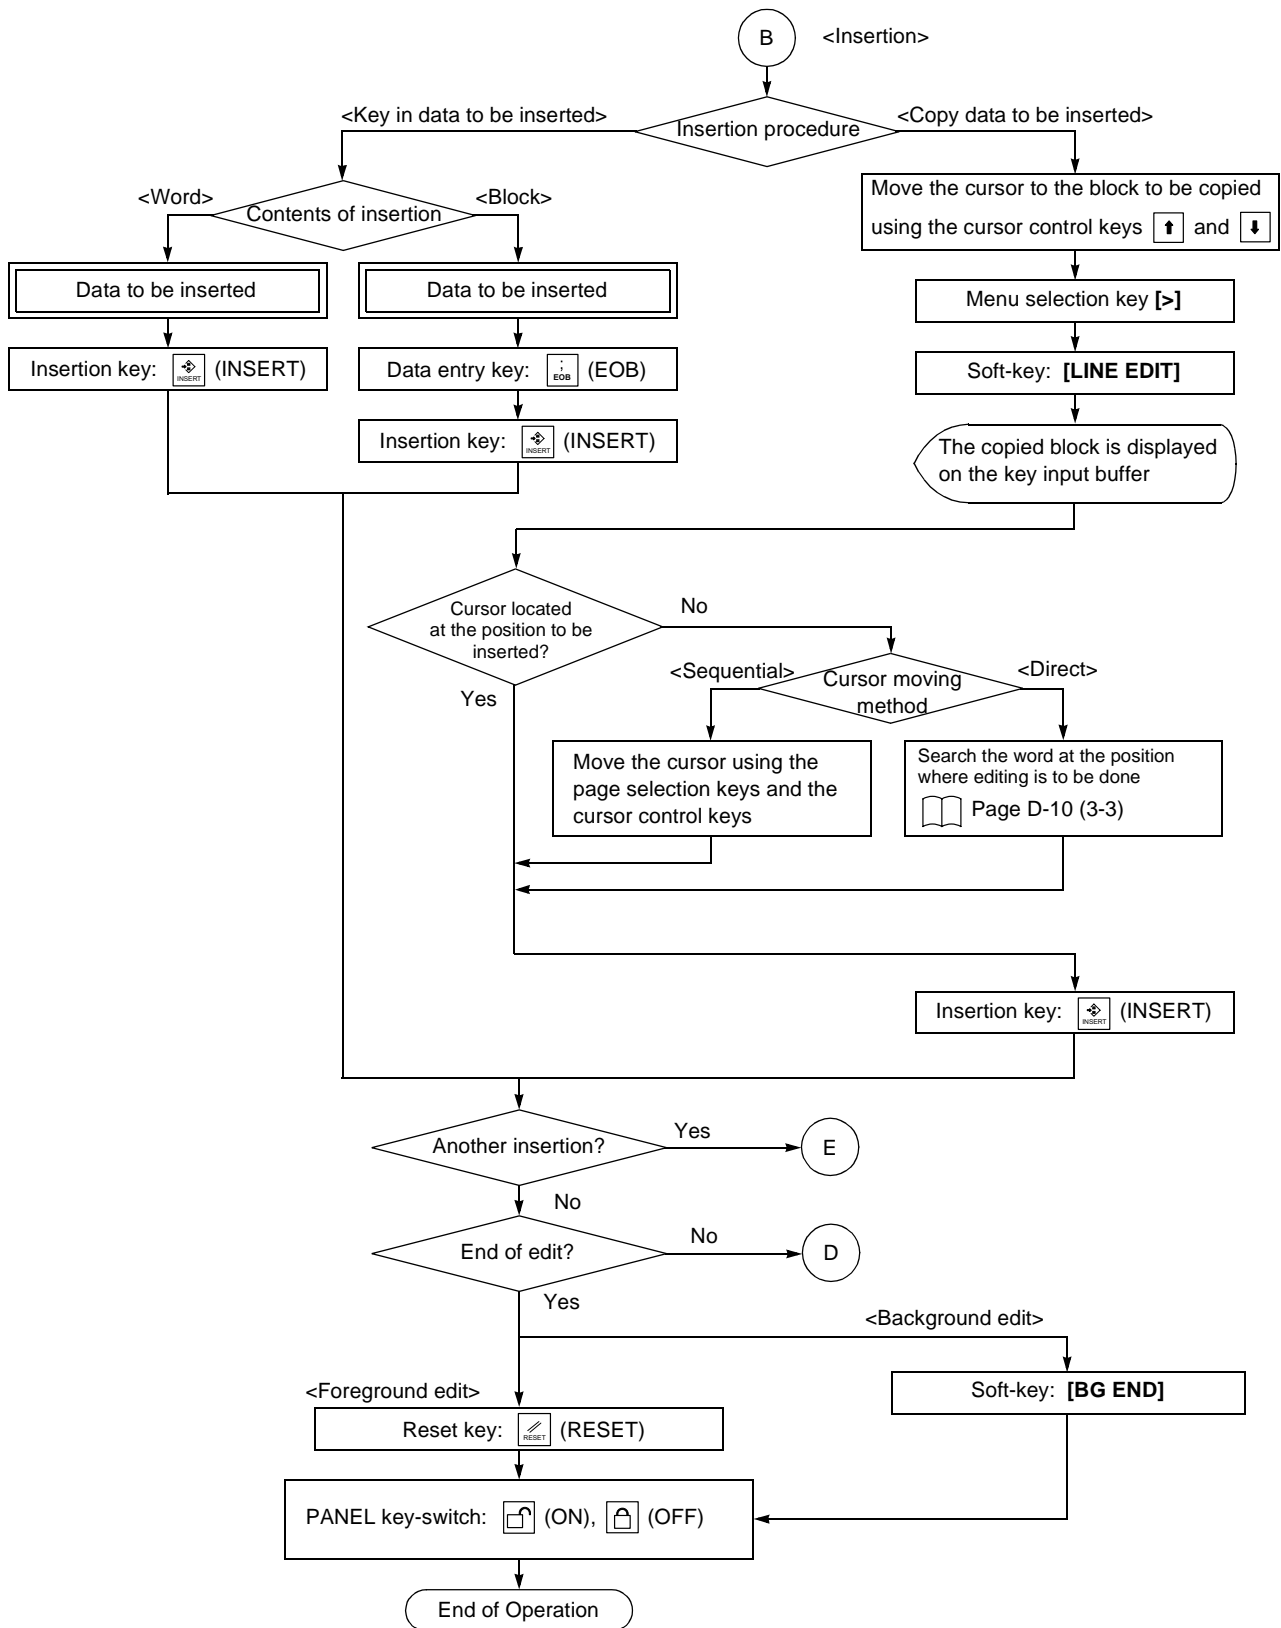 B <Insertion>
<Key in data to be inserted>
Insertion procedure
<Copy data to be inserted>
<Word>
Contents of insertion
<Block>
Move the cursor to the block to be copied
using the cursor control keys and
Data to be inserted
Data to be inserted
Menu selection key [>]
Insertion key: INSERT (INSERT)
Data entry key: ; EOB (EOB)
Soft-key: [LINE EDIT]
Insertion key: INSERT (INSERT)
The copied block is displayed
on the key input buffer
Cursor located
at the position to be
inserted?
No
Yes
<Sequential>
Cursor moving
method
<Direct>
Move the cursor using the
page selection keys and the
cursor control keys
Search the word at the position
where editing is to be done
Page D-10 (3-3)
Insertion key: INSERT (INSERT)
Another insertion?
Yes
E
No
End of edit?
No
D
Yes
<Background edit>
Soft-key: [BG END]
<Foreground edit>
Reset key: RESET (RESET)
PANEL key-switch: (ON), (OFF)
End of Operation